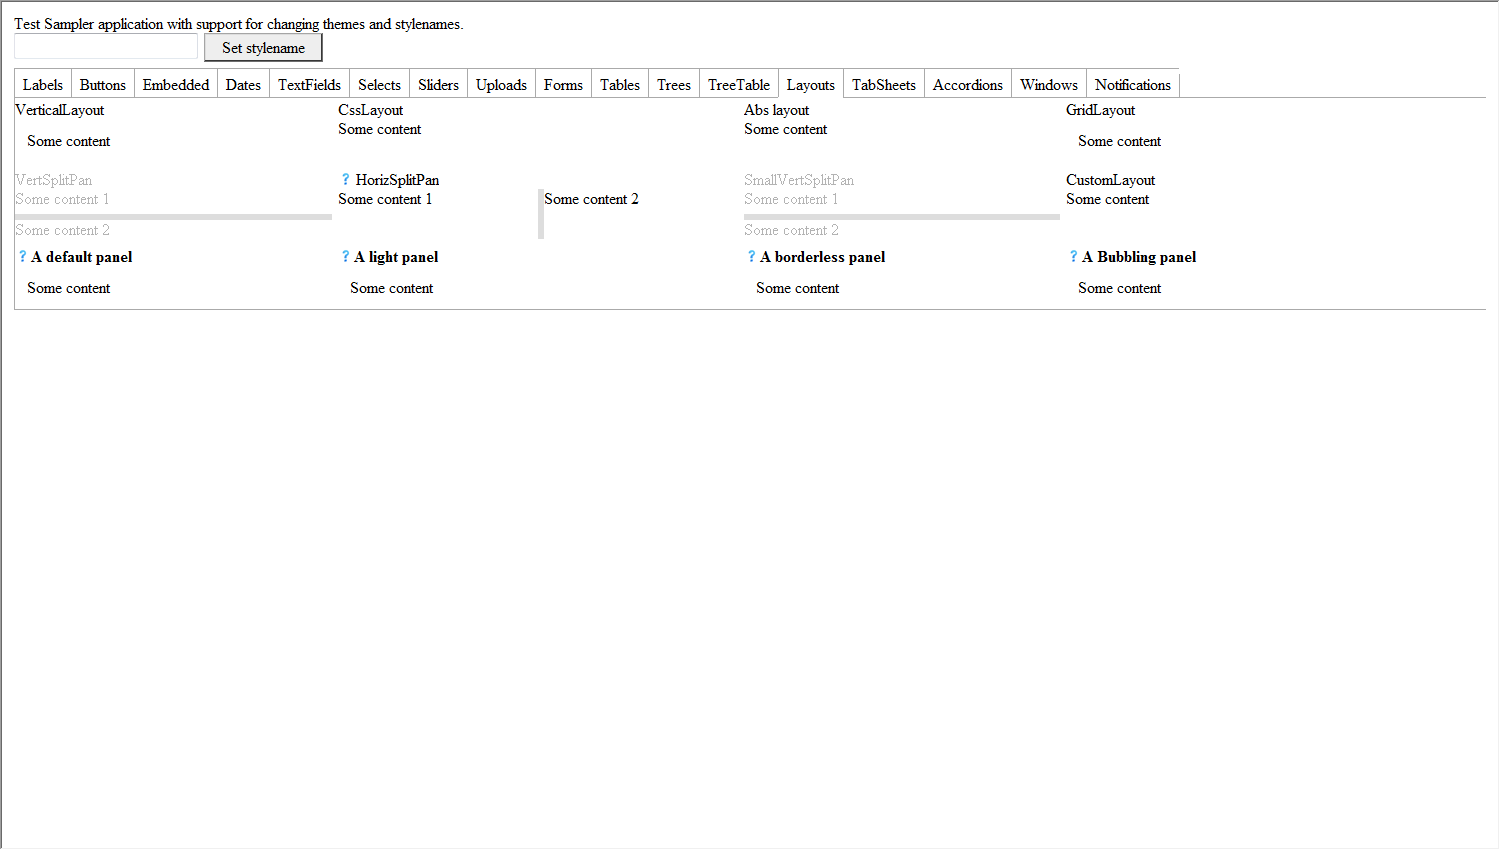 Test Sampler application with support for changing themes and stylenames.
Set stylename
Labels Buttons Embedded Dates TextFields Selects Sliders Uploads Forms Tables Trees TreeTable Layouts TabSheets Accordions Windows Notifications
VerticalLayout CssLayout Abs layout GridLayout
Some content Some content
Some content Some content
VertSplitPan ? HorizSplitPan SmallVertSplitPan CustomLayout
Some content 1 Some content 1 Some content 2 Some content 1 Some content
Some content 2 Some content 2
? A default panel ? A light panel ? A borderless panel ? A Bubbling panel
Some content Some content Some content Some content